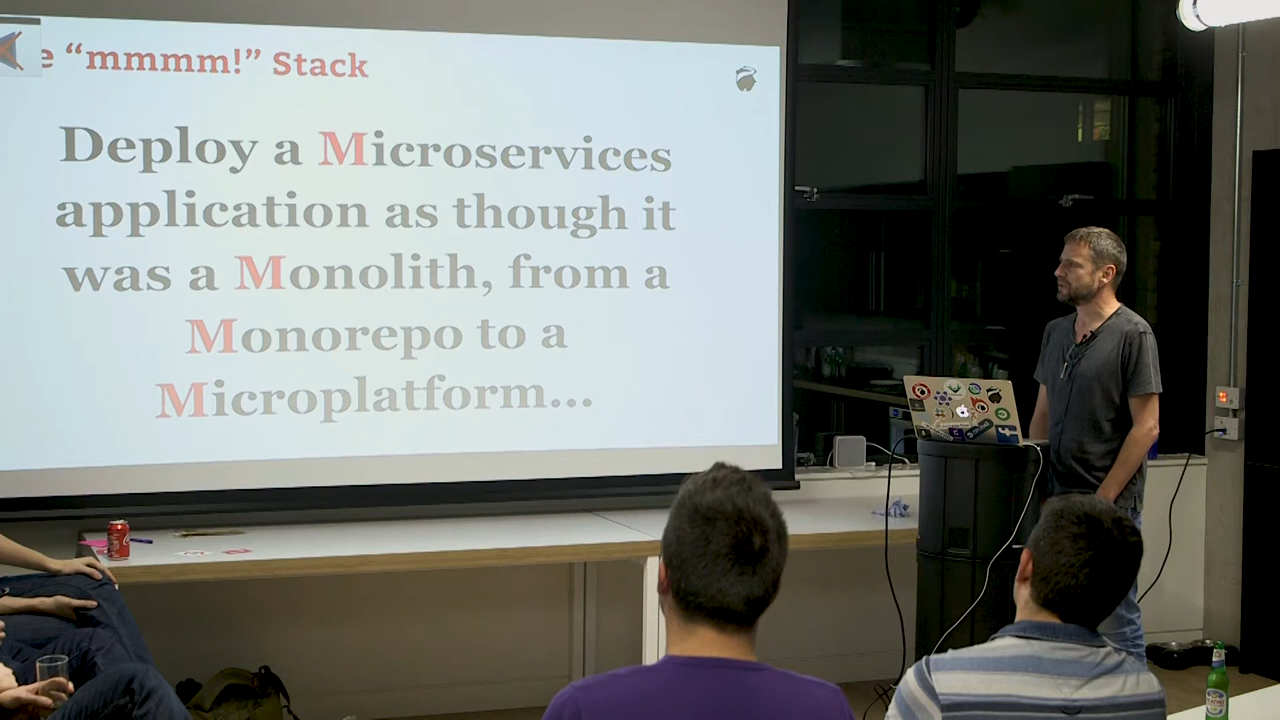 e “mmmm!” Stack
Deploy a Microservices
application as though it
was a Monolith, from a
Monorepo to a
Microplatform...